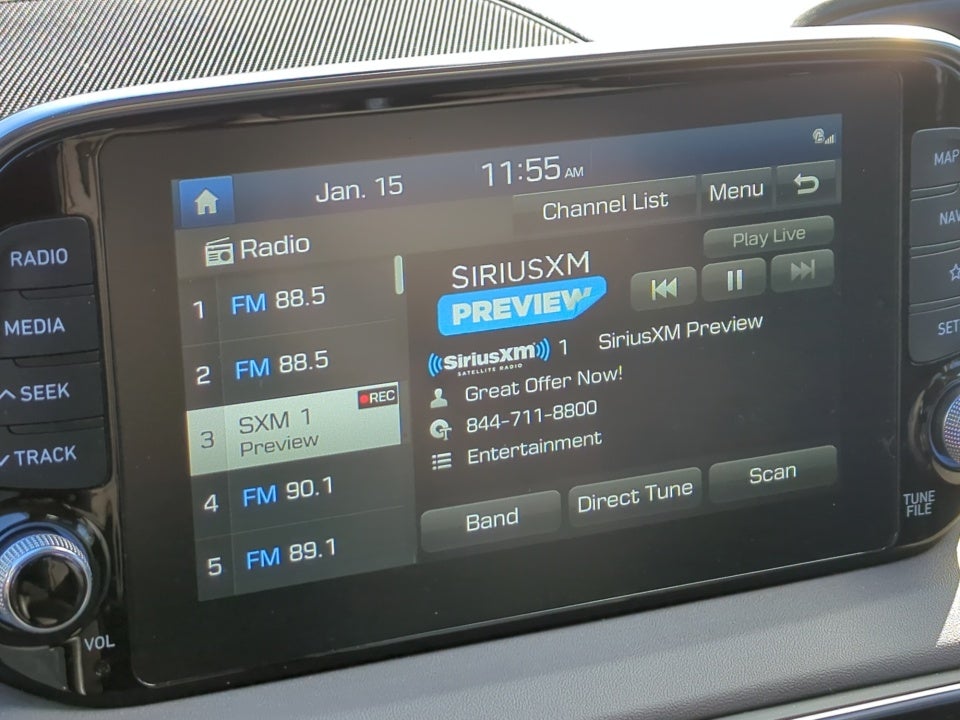 Jan. 15
11:55 AM
Channel List
Menu
Radio
Play Live
1 FM 88.5
2 FM 88.5
3 SXM 1 REC
Preview
4 FM 90.1
5 FM 89.1
SIRIUSXM
PREVIEW
((SiriusXM)) 1 SiriusXM Preview
SATELLITE RADIO
Great Offer Now!
844-711-8800
Entertainment
Band
Direct Tune
Scan
RADIO
MEDIA
SEEK
TRACK
VOL
MAP
NAV
SET
TUNE
FILE